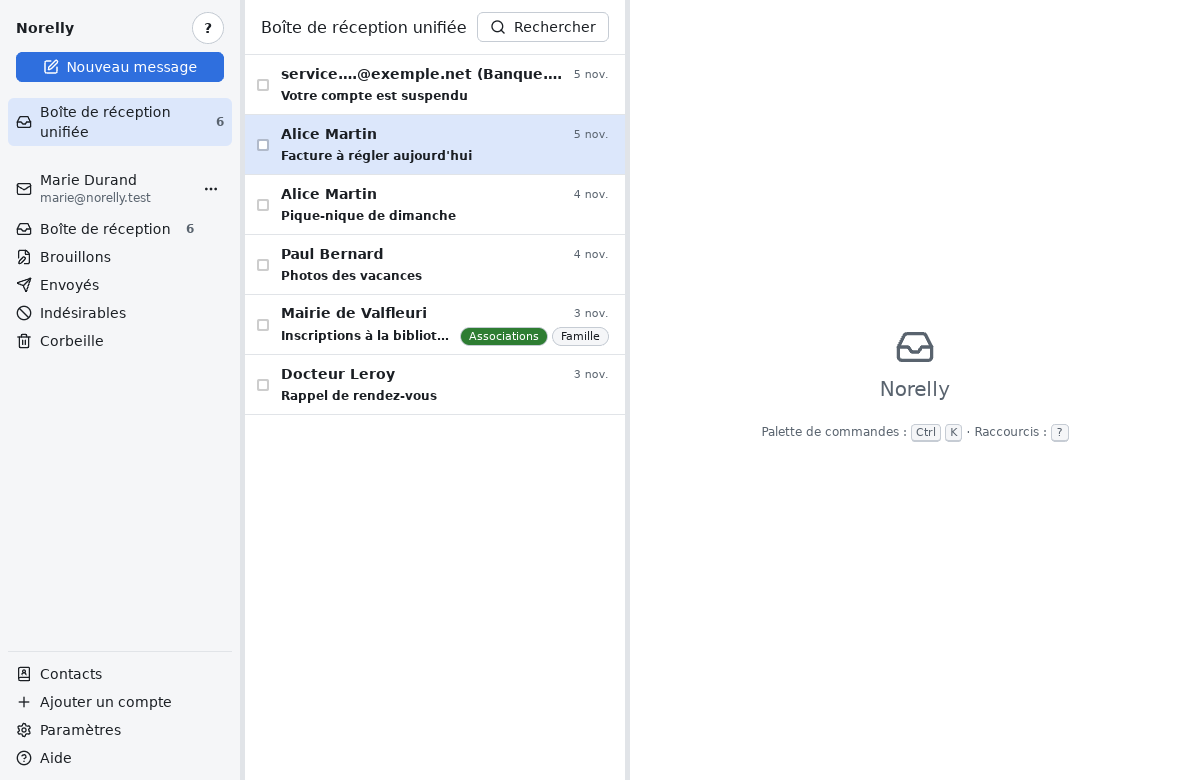 Norelly
?
Nouveau message
Boîte de réception
unifiée
6
Marie Durand
marie@norelly.test
Boîte de réception 6
Brouillons
Envoyés
Indésirables
Corbeille
Contacts
Ajouter un compte
Paramètres
Aide
Boîte de réception unifiée
Rechercher
service....@exemple.net (Banque.... 5 nov.
Votre compte est suspendu
Alice Martin 5 nov.
Facture à régler aujourd'hui
Alice Martin 4 nov.
Pique-nique de dimanche
Paul Bernard 4 nov.
Photos des vacances
Mairie de Valfleuri 3 nov.
Inscriptions à la bibliot... Associations Famille
Docteur Leroy 3 nov.
Rappel de rendez-vous
Norelly
Palette de commandes : Ctrl K · Raccourcis : ?